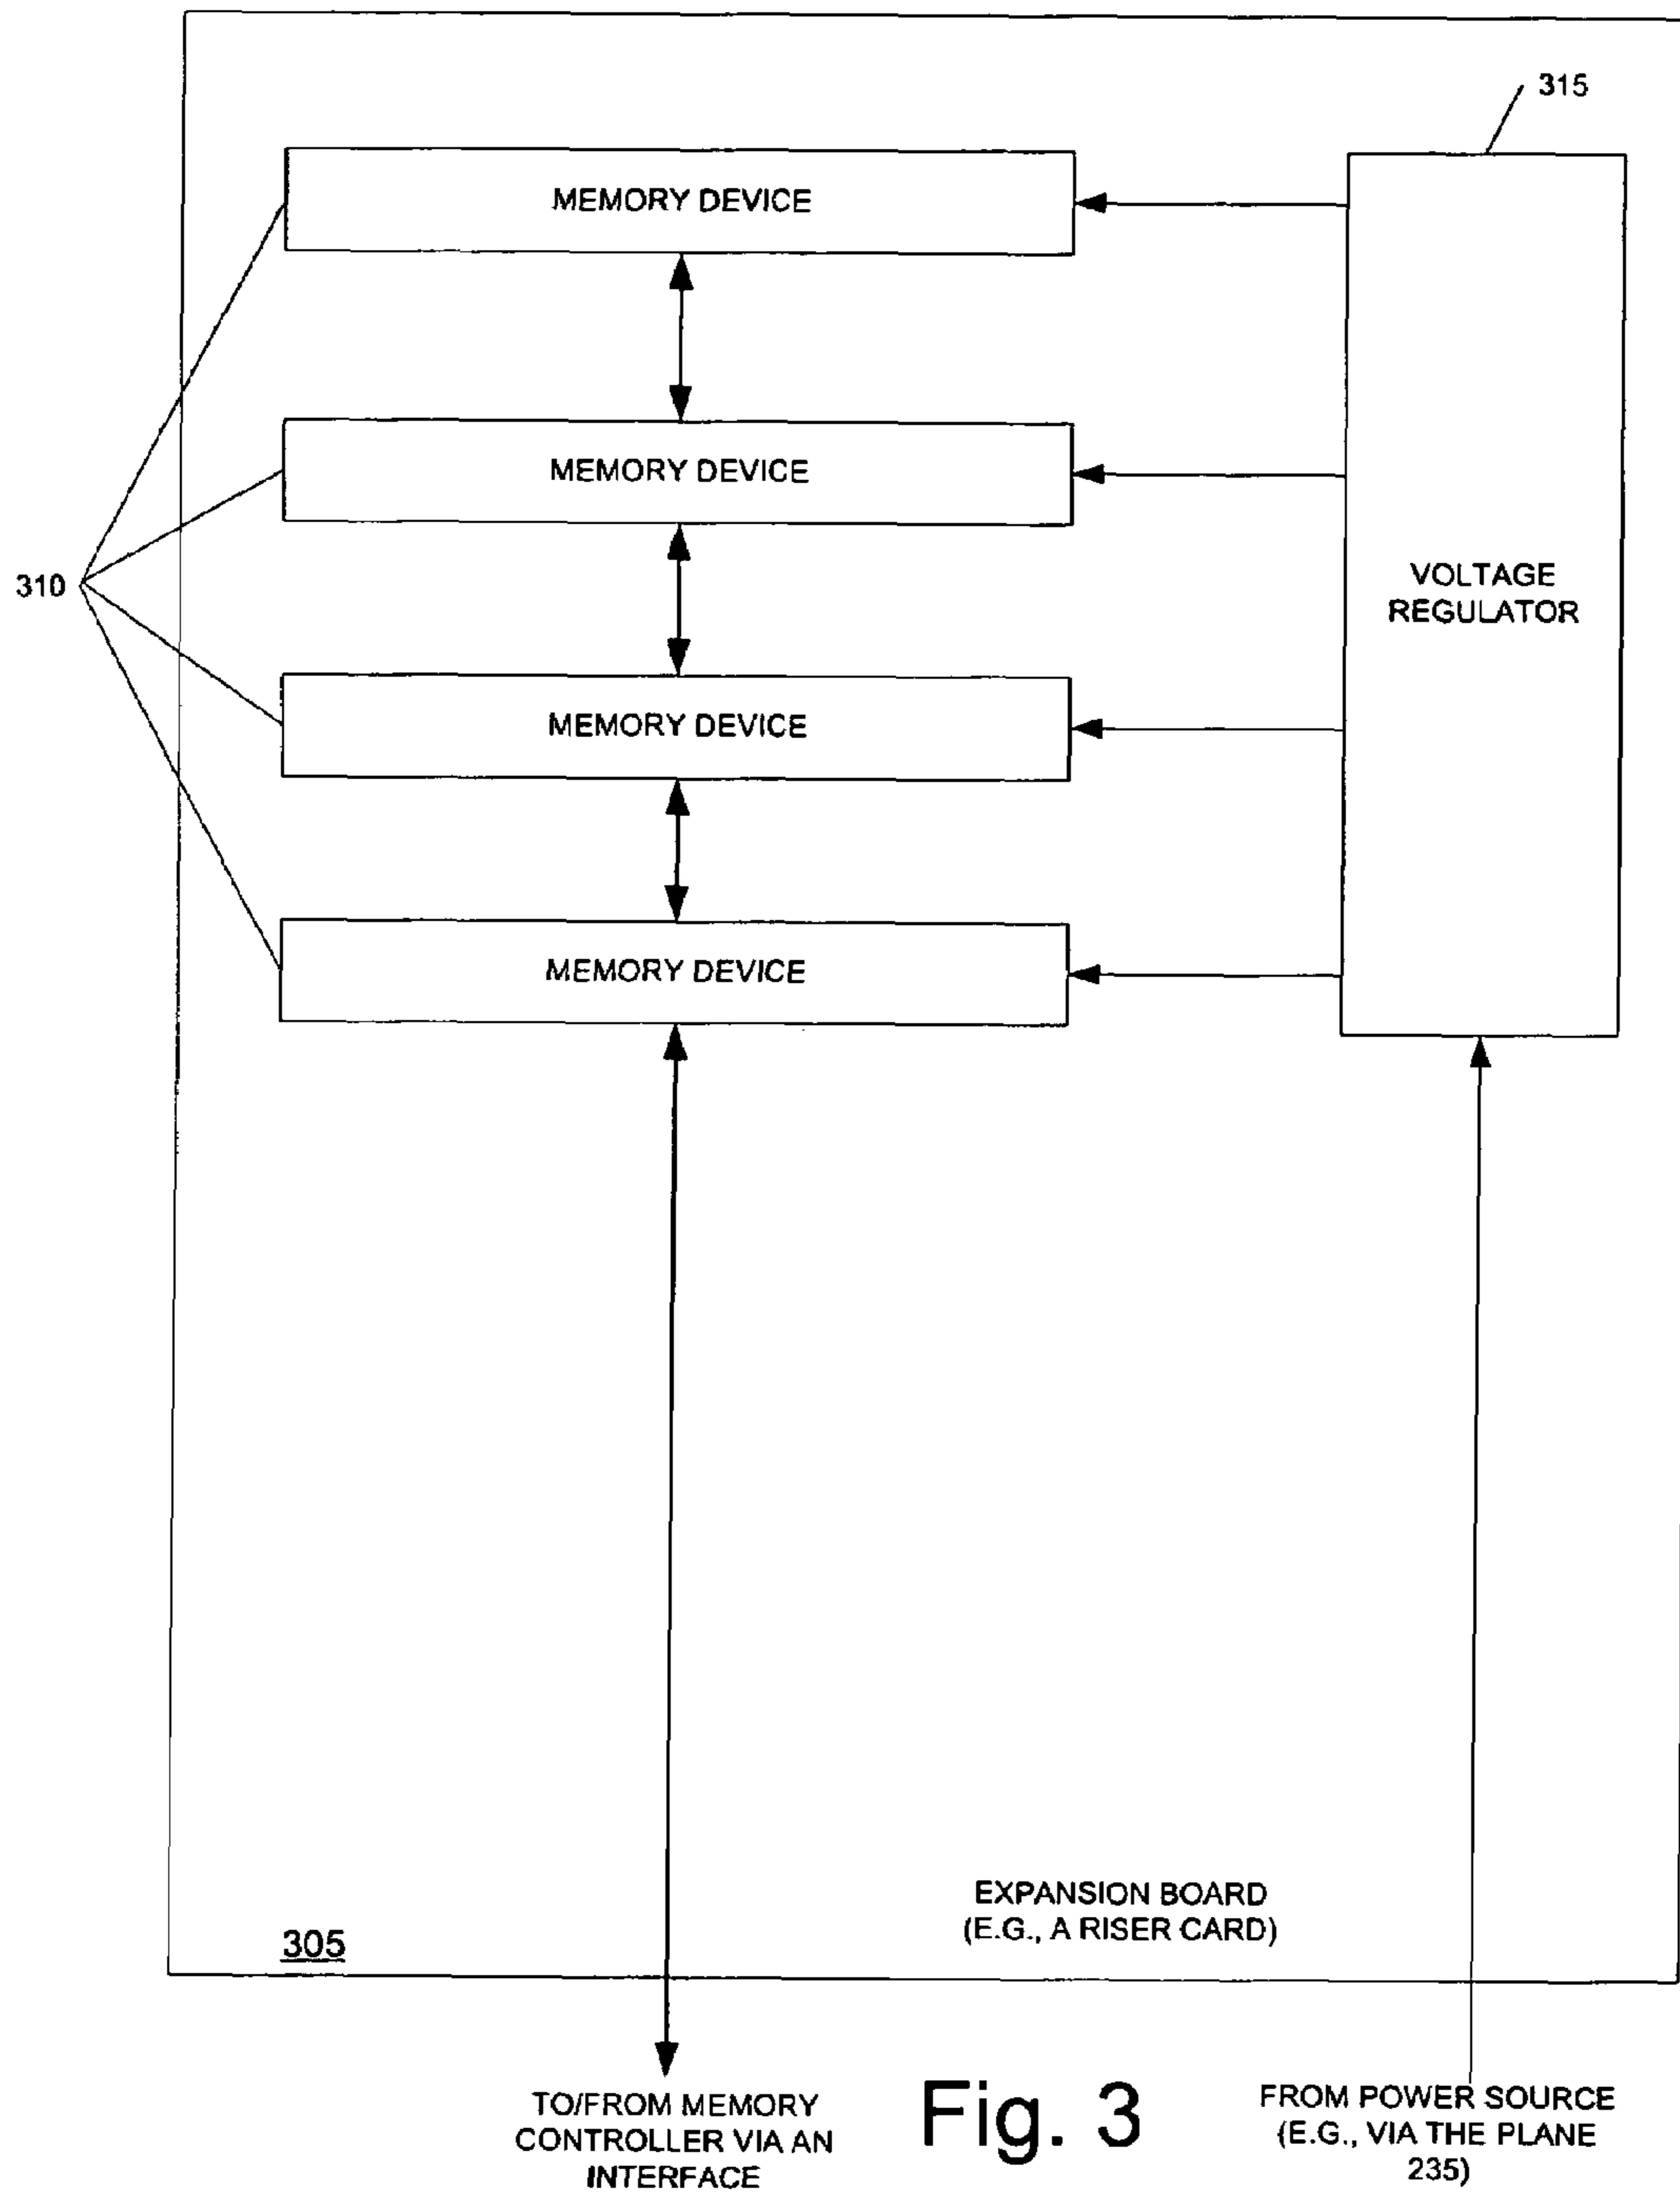 315
MEMORY DEVICE
MEMORY DEVICE
310
VOLTAGE
REGULATOR
MEMORY DEVICE
MEMORY DEVICE
EXPANSION BOARD
(E.G., A RISER CARD)
305
TO/FROM MEMORY
CONTROLLER VIA AN
INTERFACE
Fig. 3
FROM POWER SOURCE
(E.G., VIA THE PLANE
235)